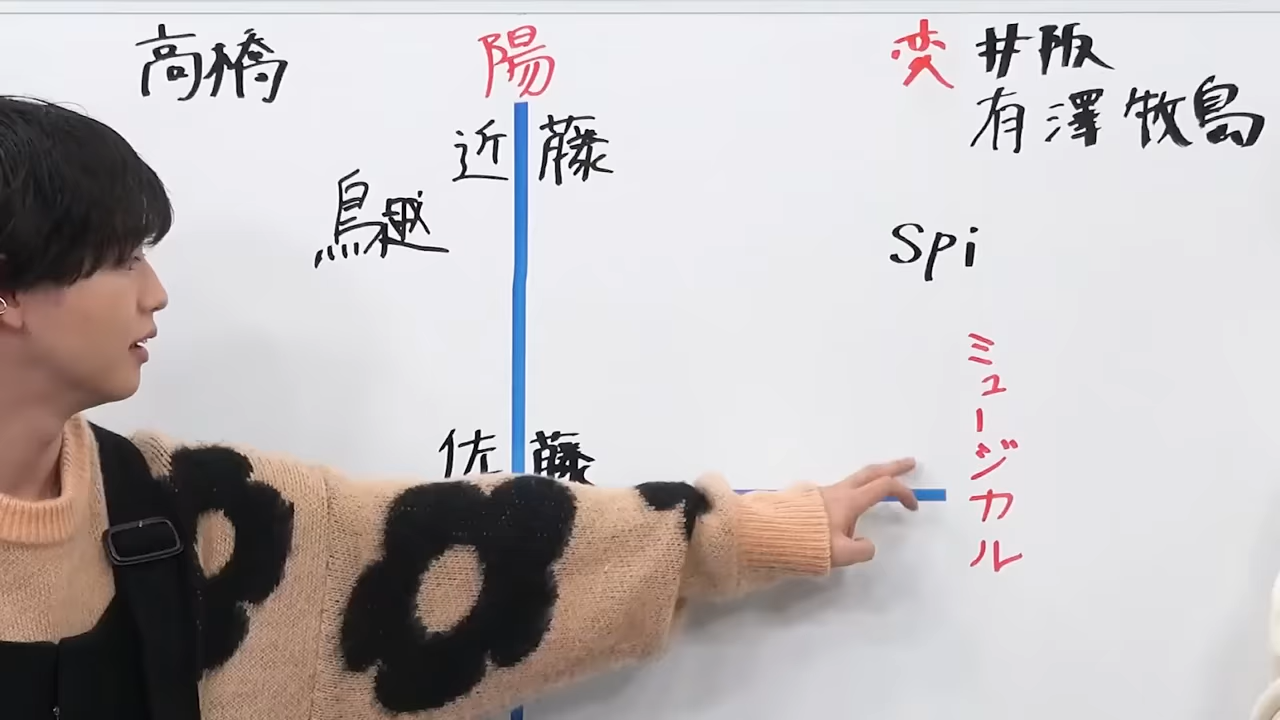 高橋
陽
変 井阪
有澤 牧島
近藤
鳥越
Spi
ミュージカル
佐藤